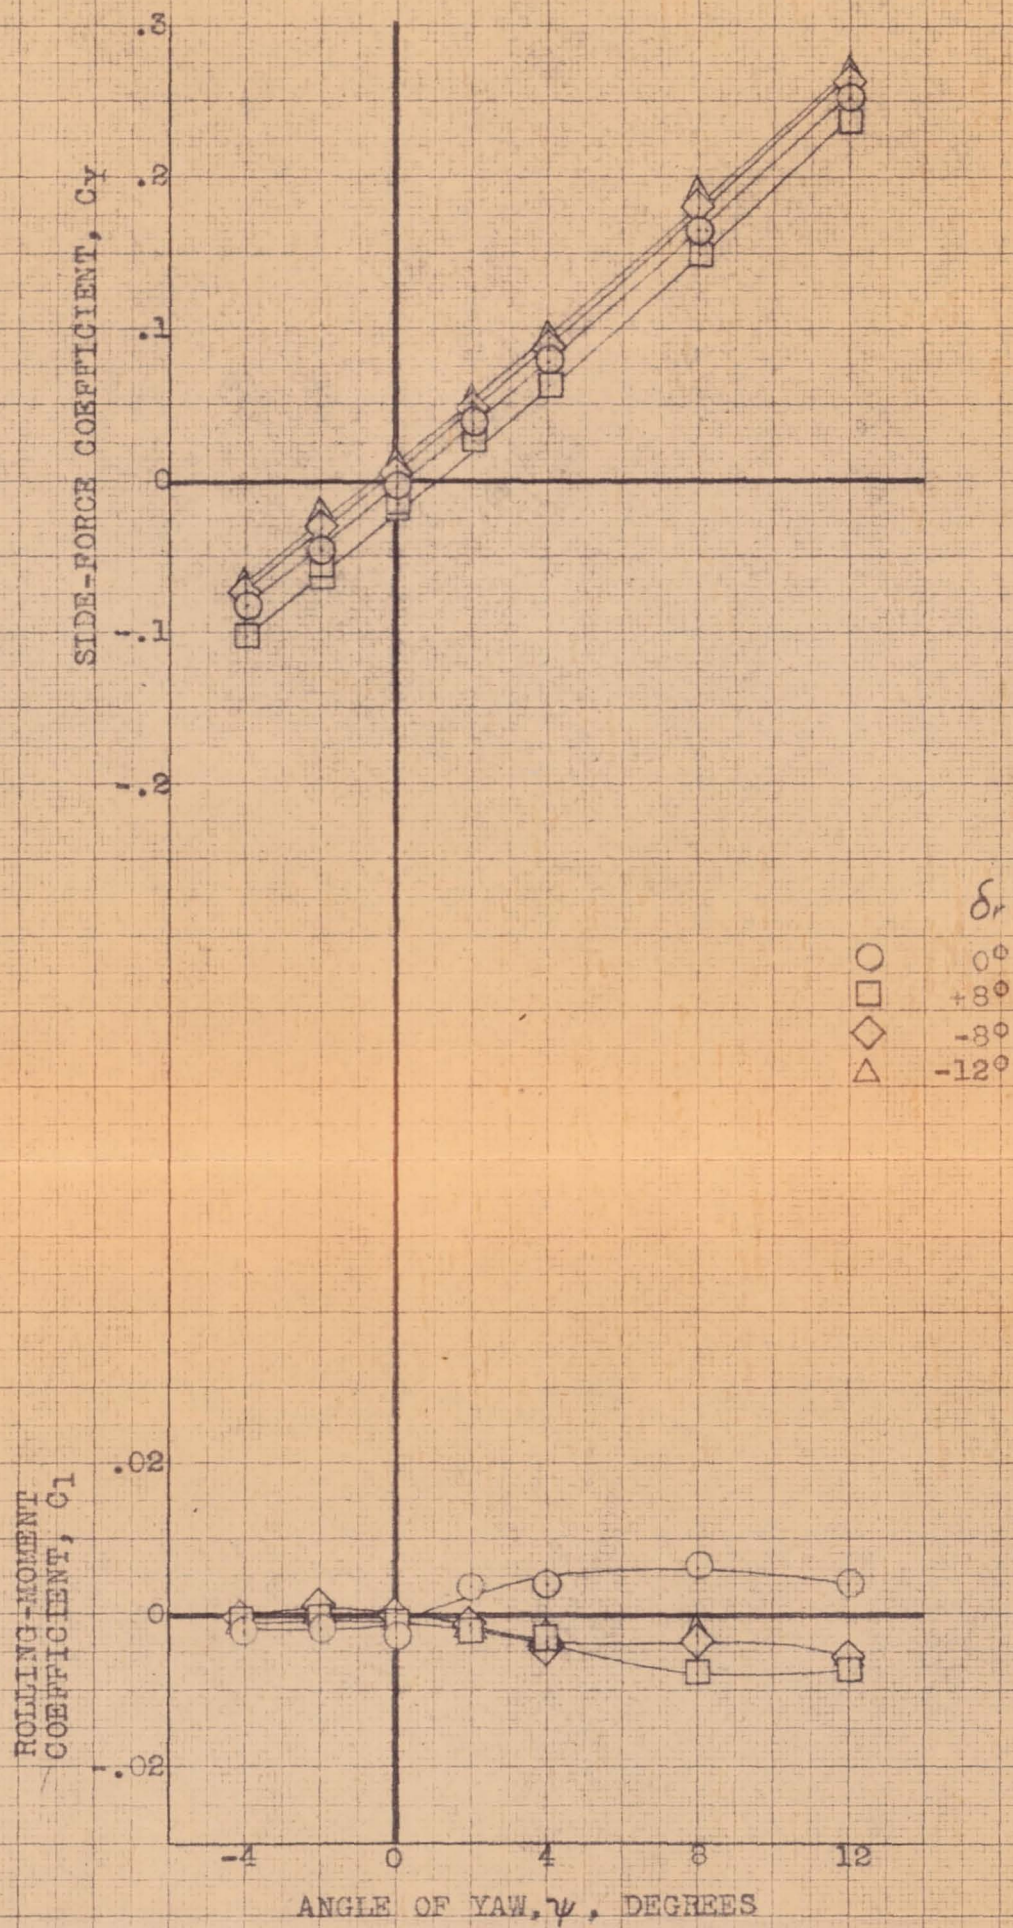 .3
.2
.1
0
-.1
-.2
SIDE-FORCE COEFFICIENT, CY
δr
0°
+8°
-8°
-12°
.02
0
-.02
ROLLING-MOMENT
COEFFICIENT, Cl
-4 0 4 8 12
ANGLE OF YAW, ψ, DEGREES